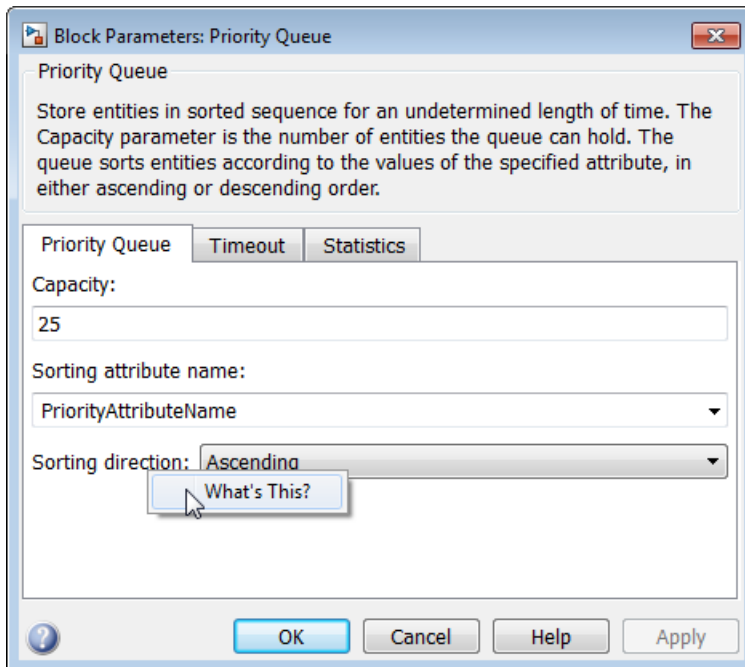 Block Parameters: Priority Queue
Priority Queue
Store entities in sorted sequence for an undetermined length of time. The
Capacity parameter is the number of entities the queue can hold. The
queue sorts entities according to the values of the specified attribute, in
either ascending or descending order.
Priority Queue Timeout Statistics
Capacity:
25
Sorting attribute name:
PriorityAttributeName
Sorting direction: Ascending
What's This?
OK Cancel Help Apply